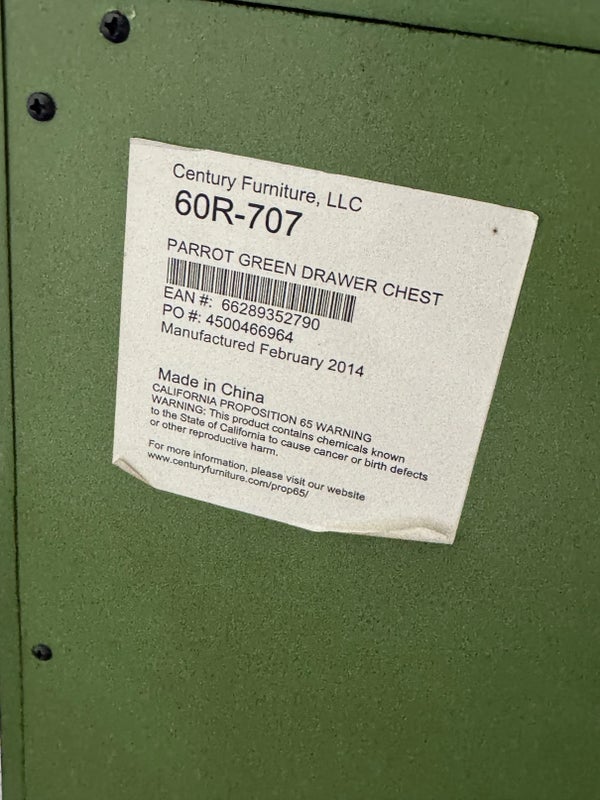 Century Furniture, LLC
60R-707
PARROT GREEN DRAWER CHEST
EAN #: 66289352790
PO #: 4500466964
Manufactured February 2014
Made in China
CALIFORNIA PROPOSITION 65 WARNING
WARNING: This product contains chemicals known
to the State of California to cause cancer or birth defects
or other reproductive harm.
For more information, please visit our website
www.centuryfurniture.com/prop65/